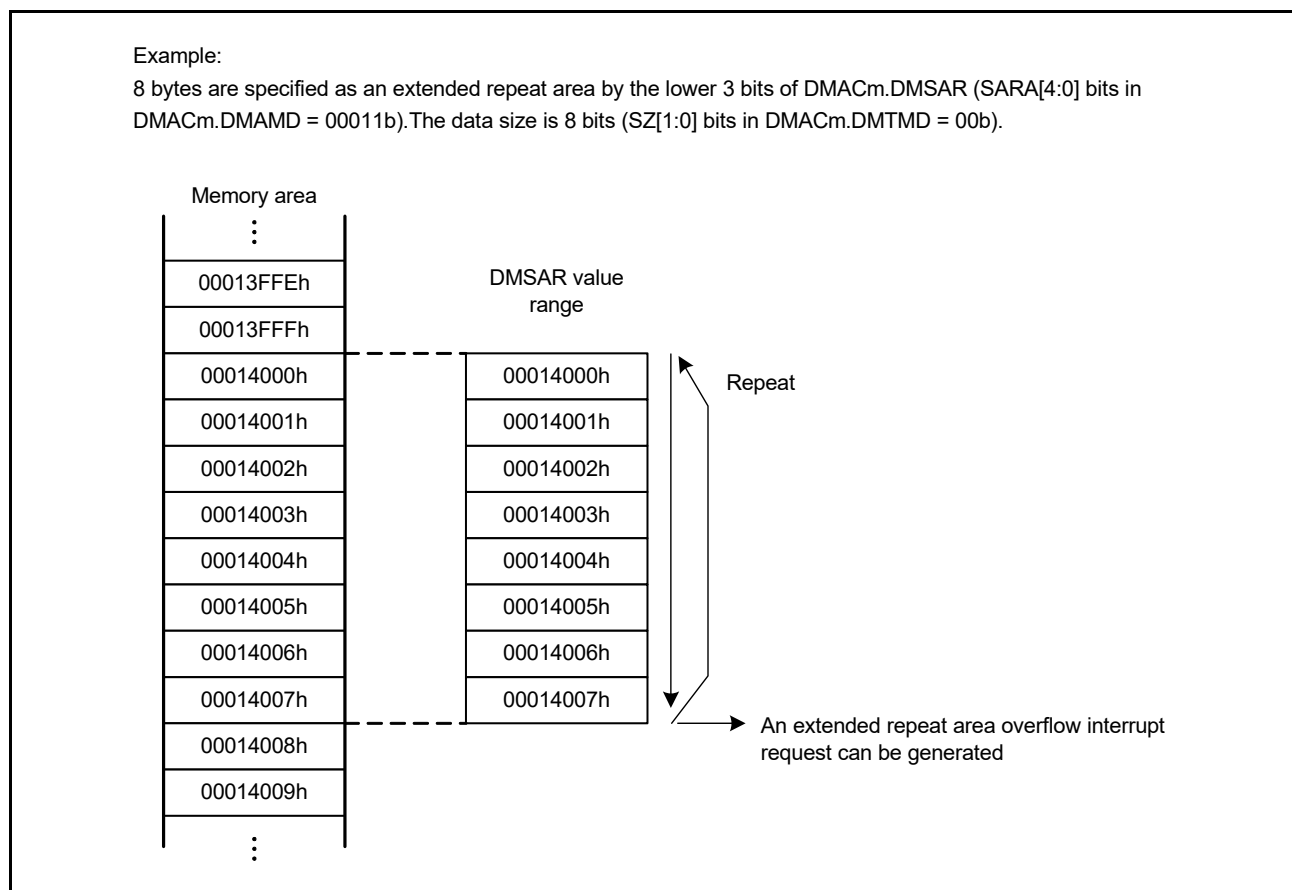 Example:
8 bytes are specified as an extended repeat area by the lower 3 bits of DMACm.DMSAR (SARA[4:0] bits in
DMACm.DMAMD = 00011b).The data size is 8 bits (SZ[1:0] bits in DMACm.DMTMD = 00b).
Memory area
00013FFEh
00013FFFh
00014000h
00014001h
00014002h
00014003h
00014004h
00014005h
00014006h
00014007h
00014008h
00014009h
DMSAR value
range
00014000h
00014001h
00014002h
00014003h
00014004h
00014005h
00014006h
00014007h
Repeat
An extended repeat area overflow interrupt
request can be generated